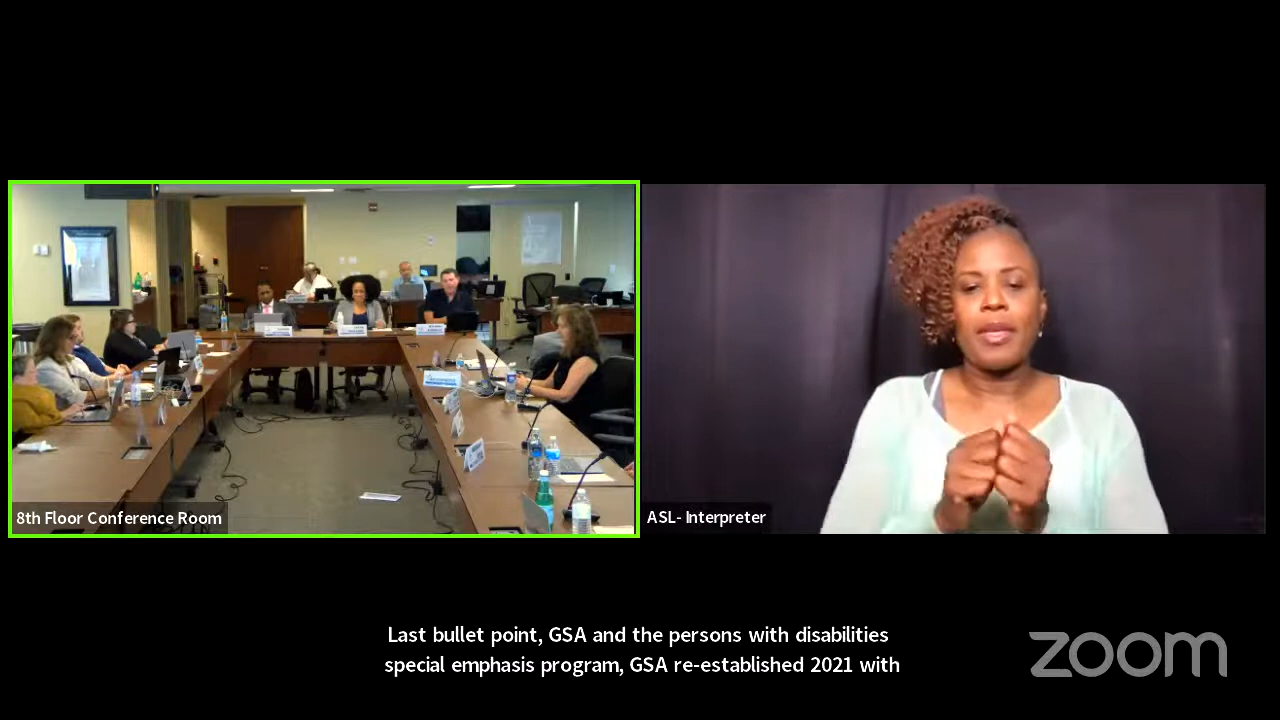 8th Floor Conference Room
ASL- Interpreter
Last bullet point, GSA and the persons with disabilities
special emphasis program, GSA re-established 2021 with
zoom